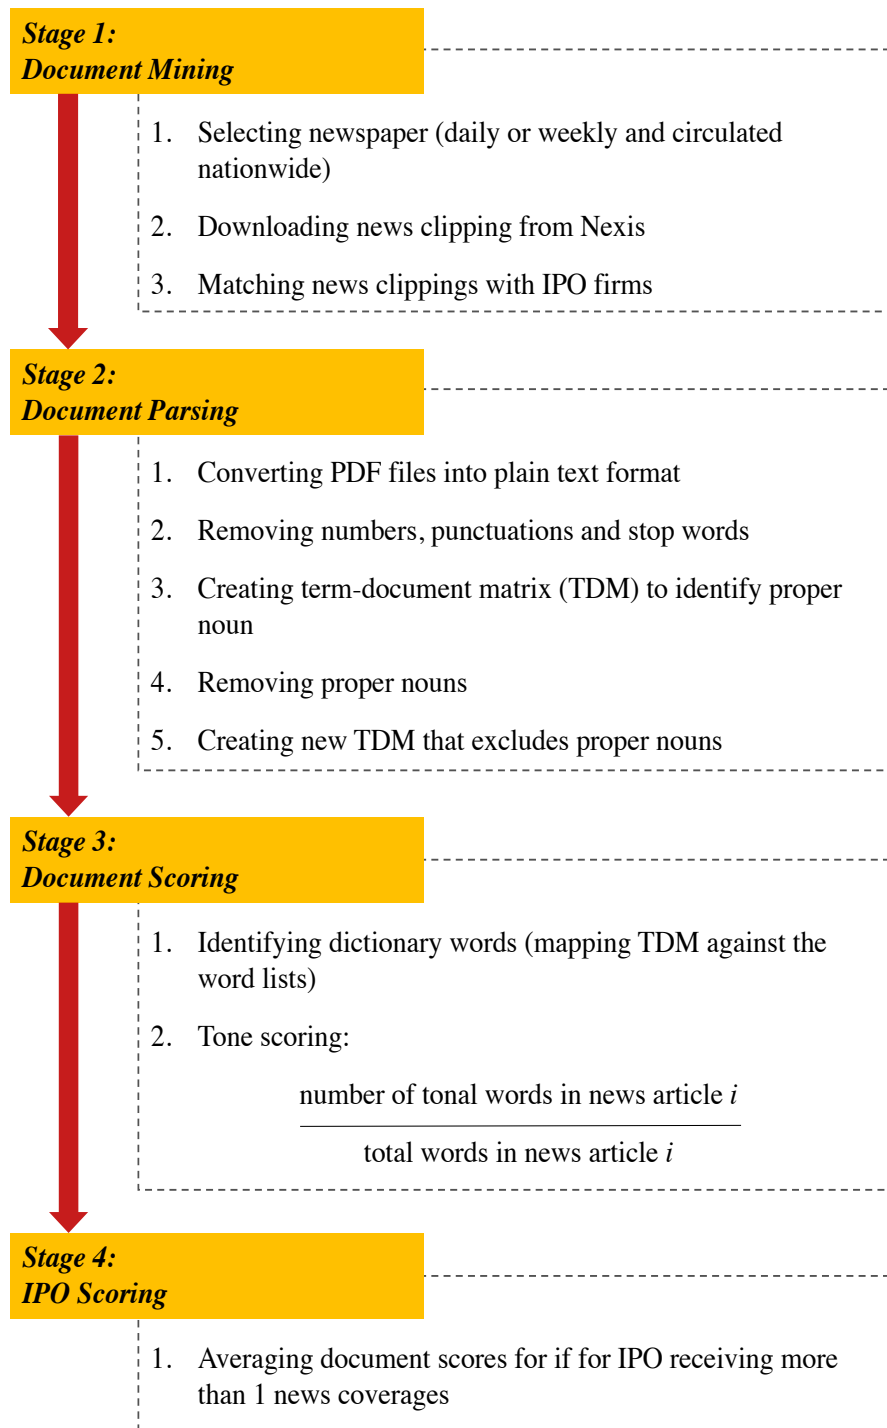 Stage 1:
Document Mining
1. Selecting newspaper (daily or weekly and circulated
nationwide)
2. Downloading news clipping from Nexis
3. Matching news clippings with IPO firms
Stage 2:
Document Parsing
1. Converting PDF files into plain text format
2. Removing numbers, punctuations and stop words
3. Creating term-document matrix (TDM) to identify proper
noun
4. Removing proper nouns
5. Creating new TDM that excludes proper nouns
Stage 3:
Document Scoring
1. Identifying dictionary words (mapping TDM against the
word lists)
2. Tone scoring:
number of tonal words in news article i
total words in news article i
Stage 4:
IPO Scoring
1. Averaging document scores for if for IPO receiving more
than 1 news coverages